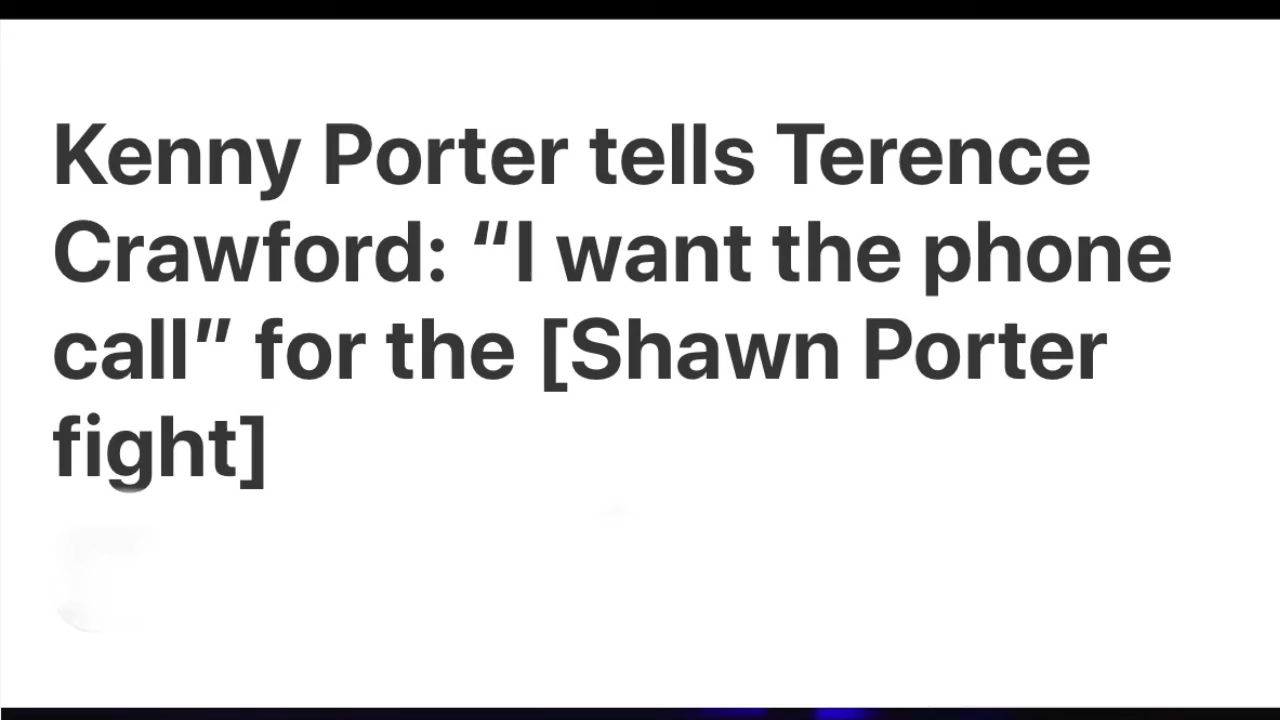 Kenny Porter tells Terence
Crawford: “I want the phone
call” for the [Shawn Porter
fight]